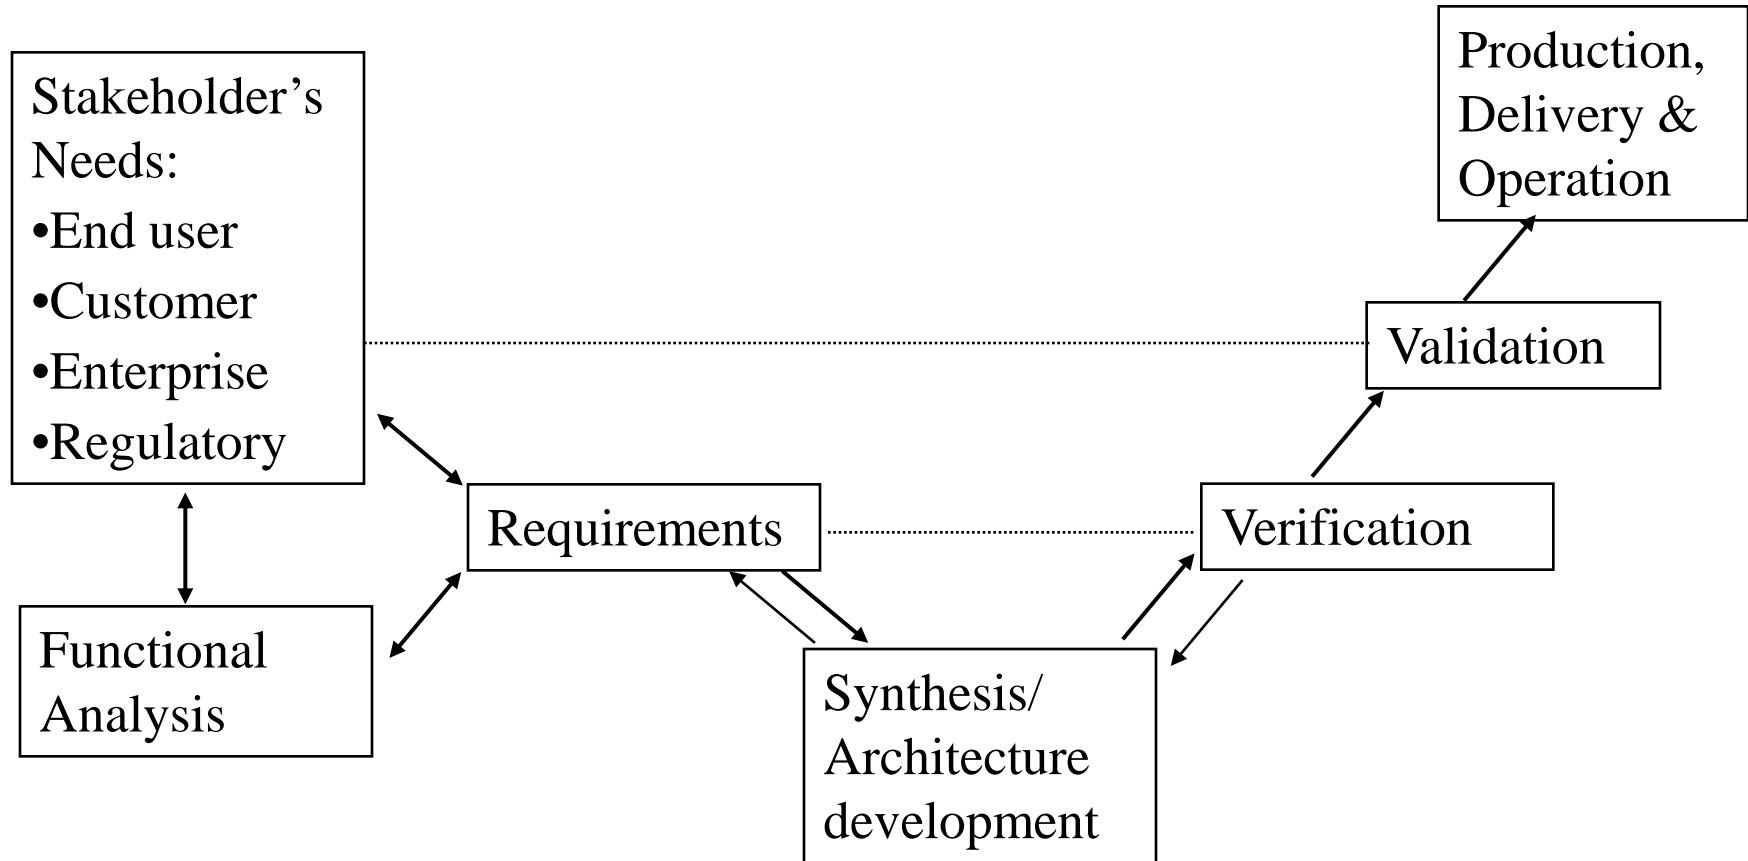 Stakeholder’s
Needs:
•End user
•Customer
•Enterprise
•Regulatory
Functional
Analysis
Requirements
Synthesis/
Architecture
development
Verification
Validation
Production,
Delivery &
Operation